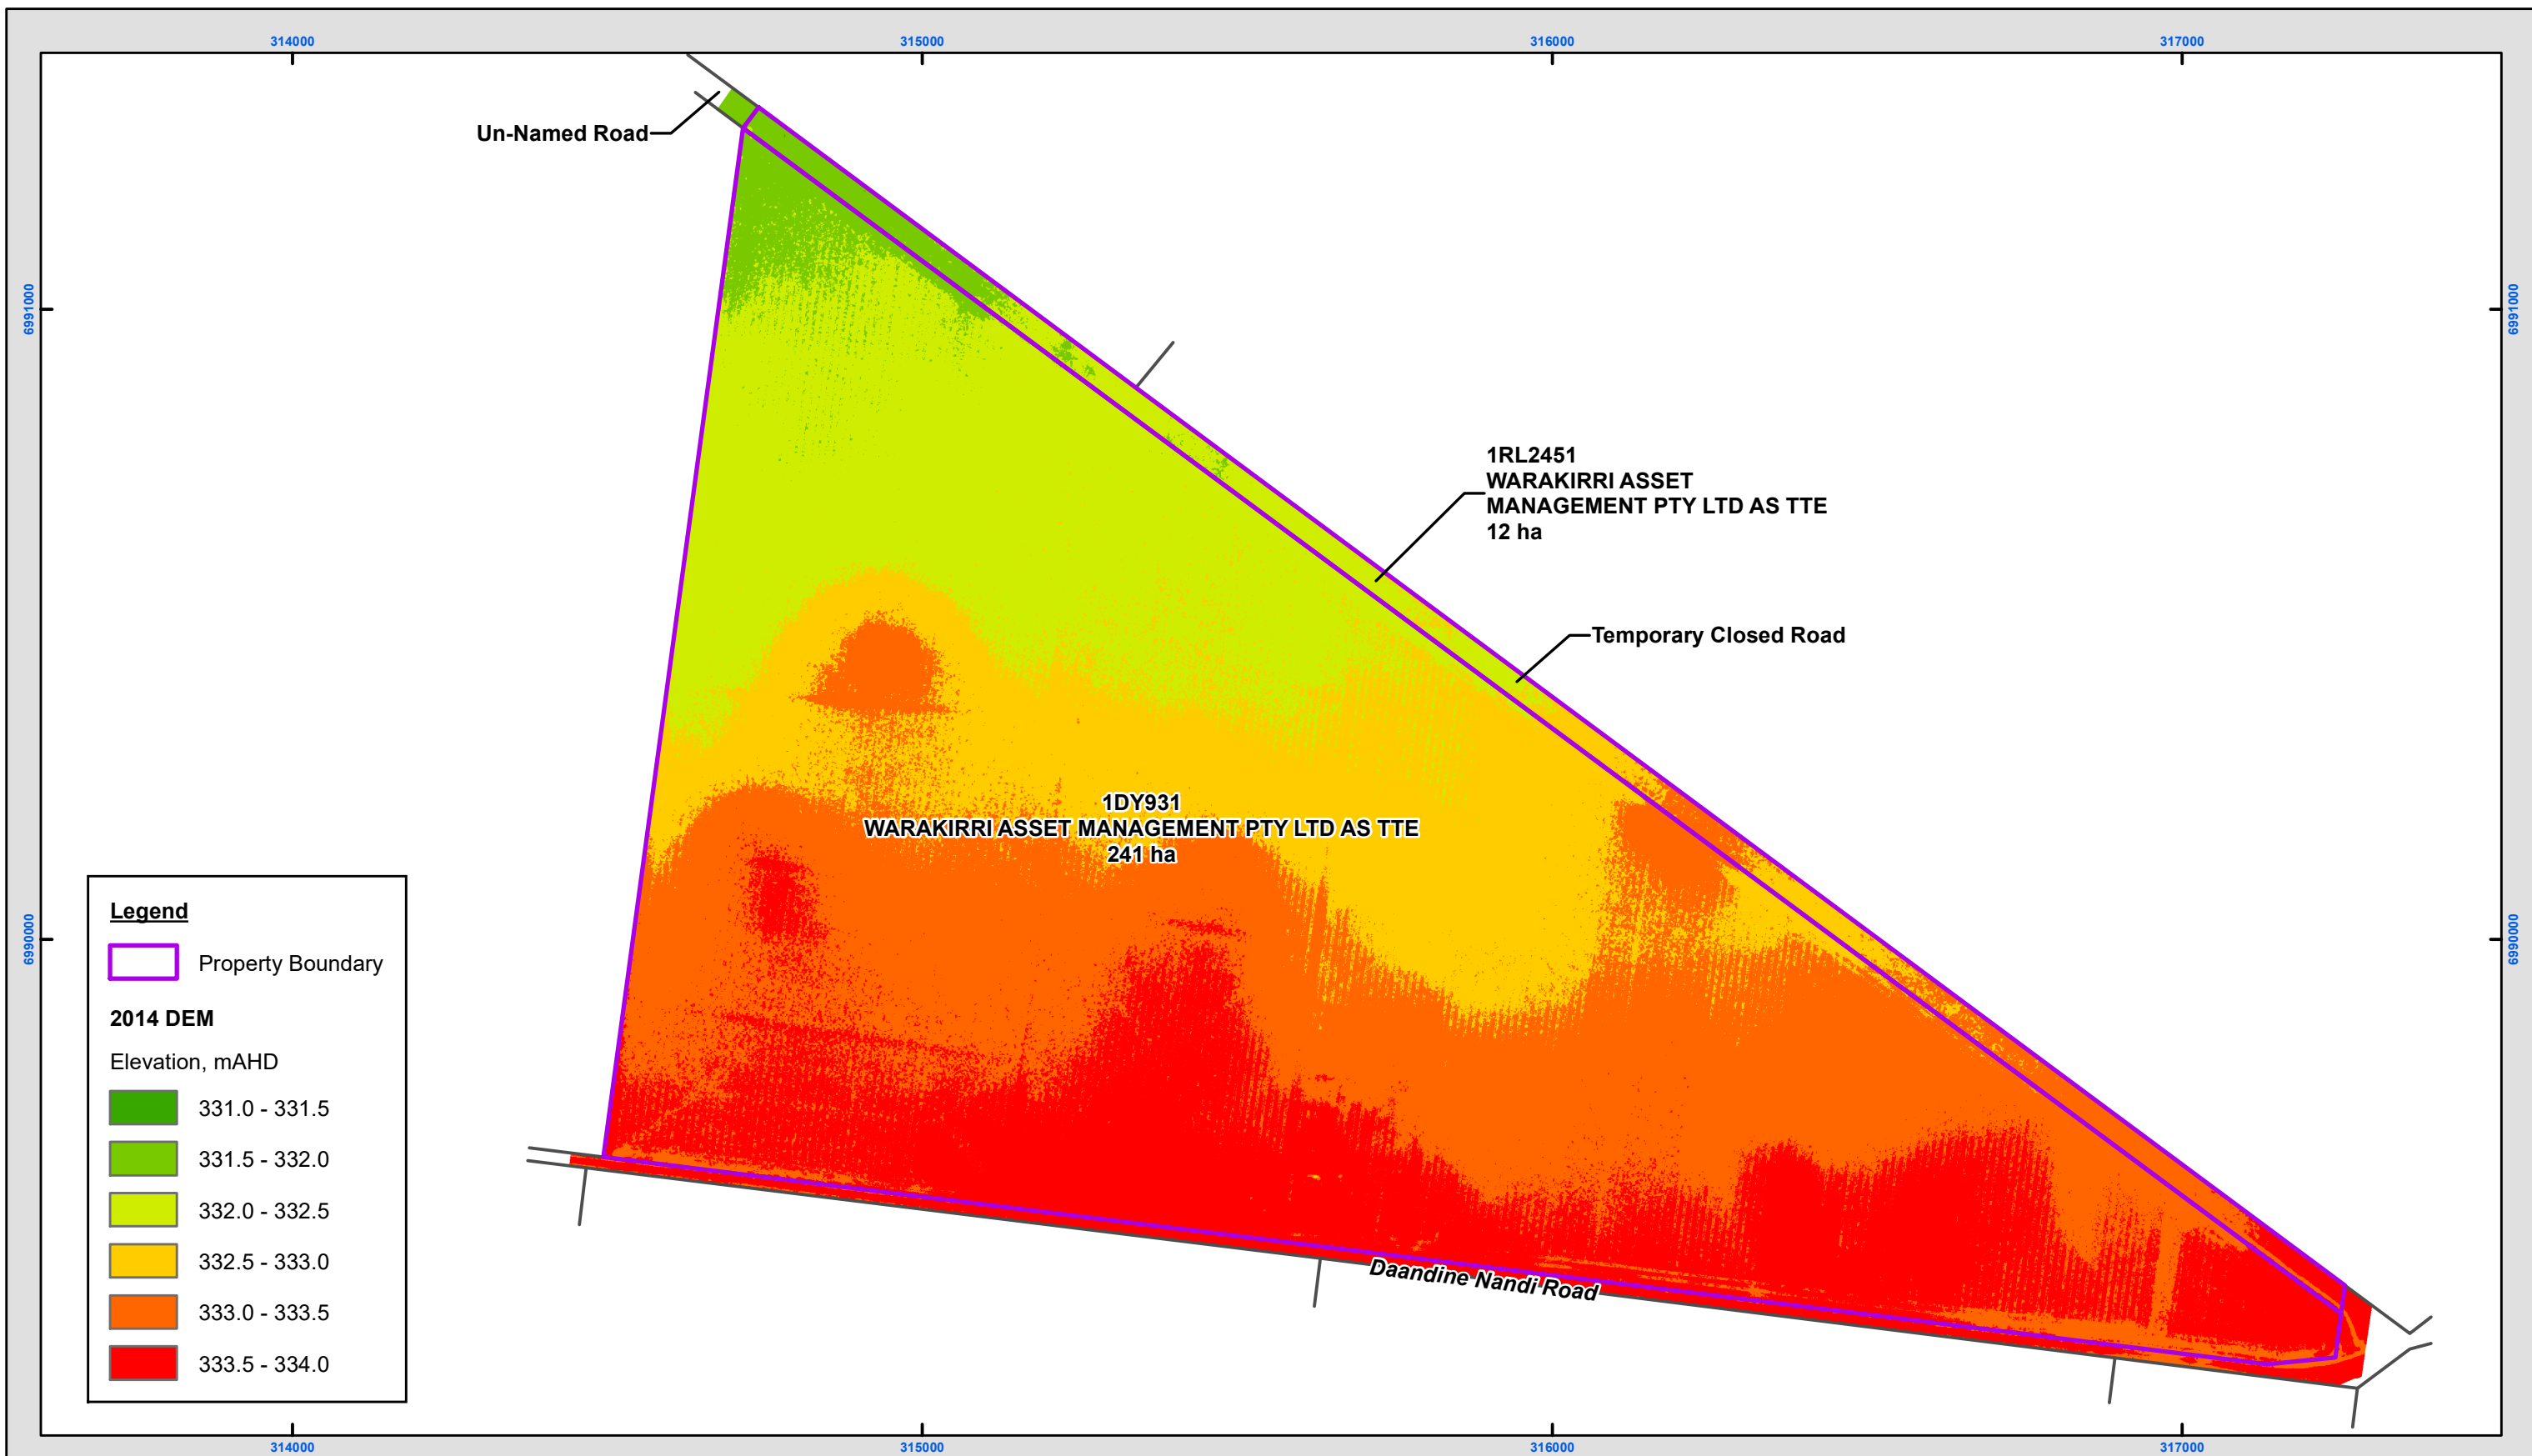 314000
315000
316000
317000
Un-Named Road
6991000
6991000
1RL2451
WARAKIRRI ASSET
MANAGEMENT PTY LTD AS TTE
12 ha
Temporary Closed Road
1DY931
WARAKIRRI ASSET MANAGEMENT PTY LTD AS TTE
241 ha
6990000
6990000
Legend
Property Boundary
2014 DEM
Elevation, mAHD
331.0 - 331.5
331.5 - 332.0
332.0 - 332.5
332.5 - 333.0
333.0 - 333.5
333.5 - 334.0
Daandine Nandi Road
314000
315000
316000
317000